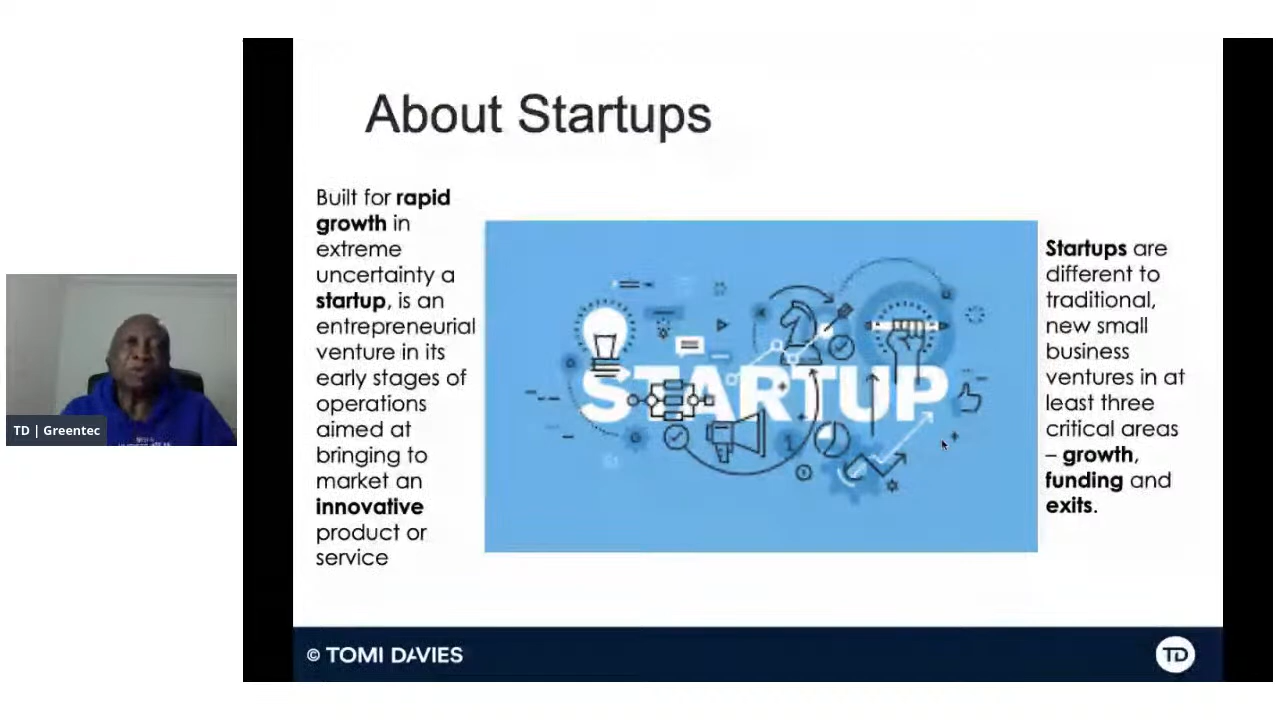 About Startups
Built for rapid
growth in
extreme
uncertainty a
startup, is an
entrepreneurial
venture in its
early stages of
operations
aimed at
bringing to
market an
innovative
product or
service
STARTUP
Startups are
different to
traditional,
new small
business
ventures in at
least three
critical areas
– growth,
funding and
exits.
TD | Greentec
© TOMI DAVIES
TD